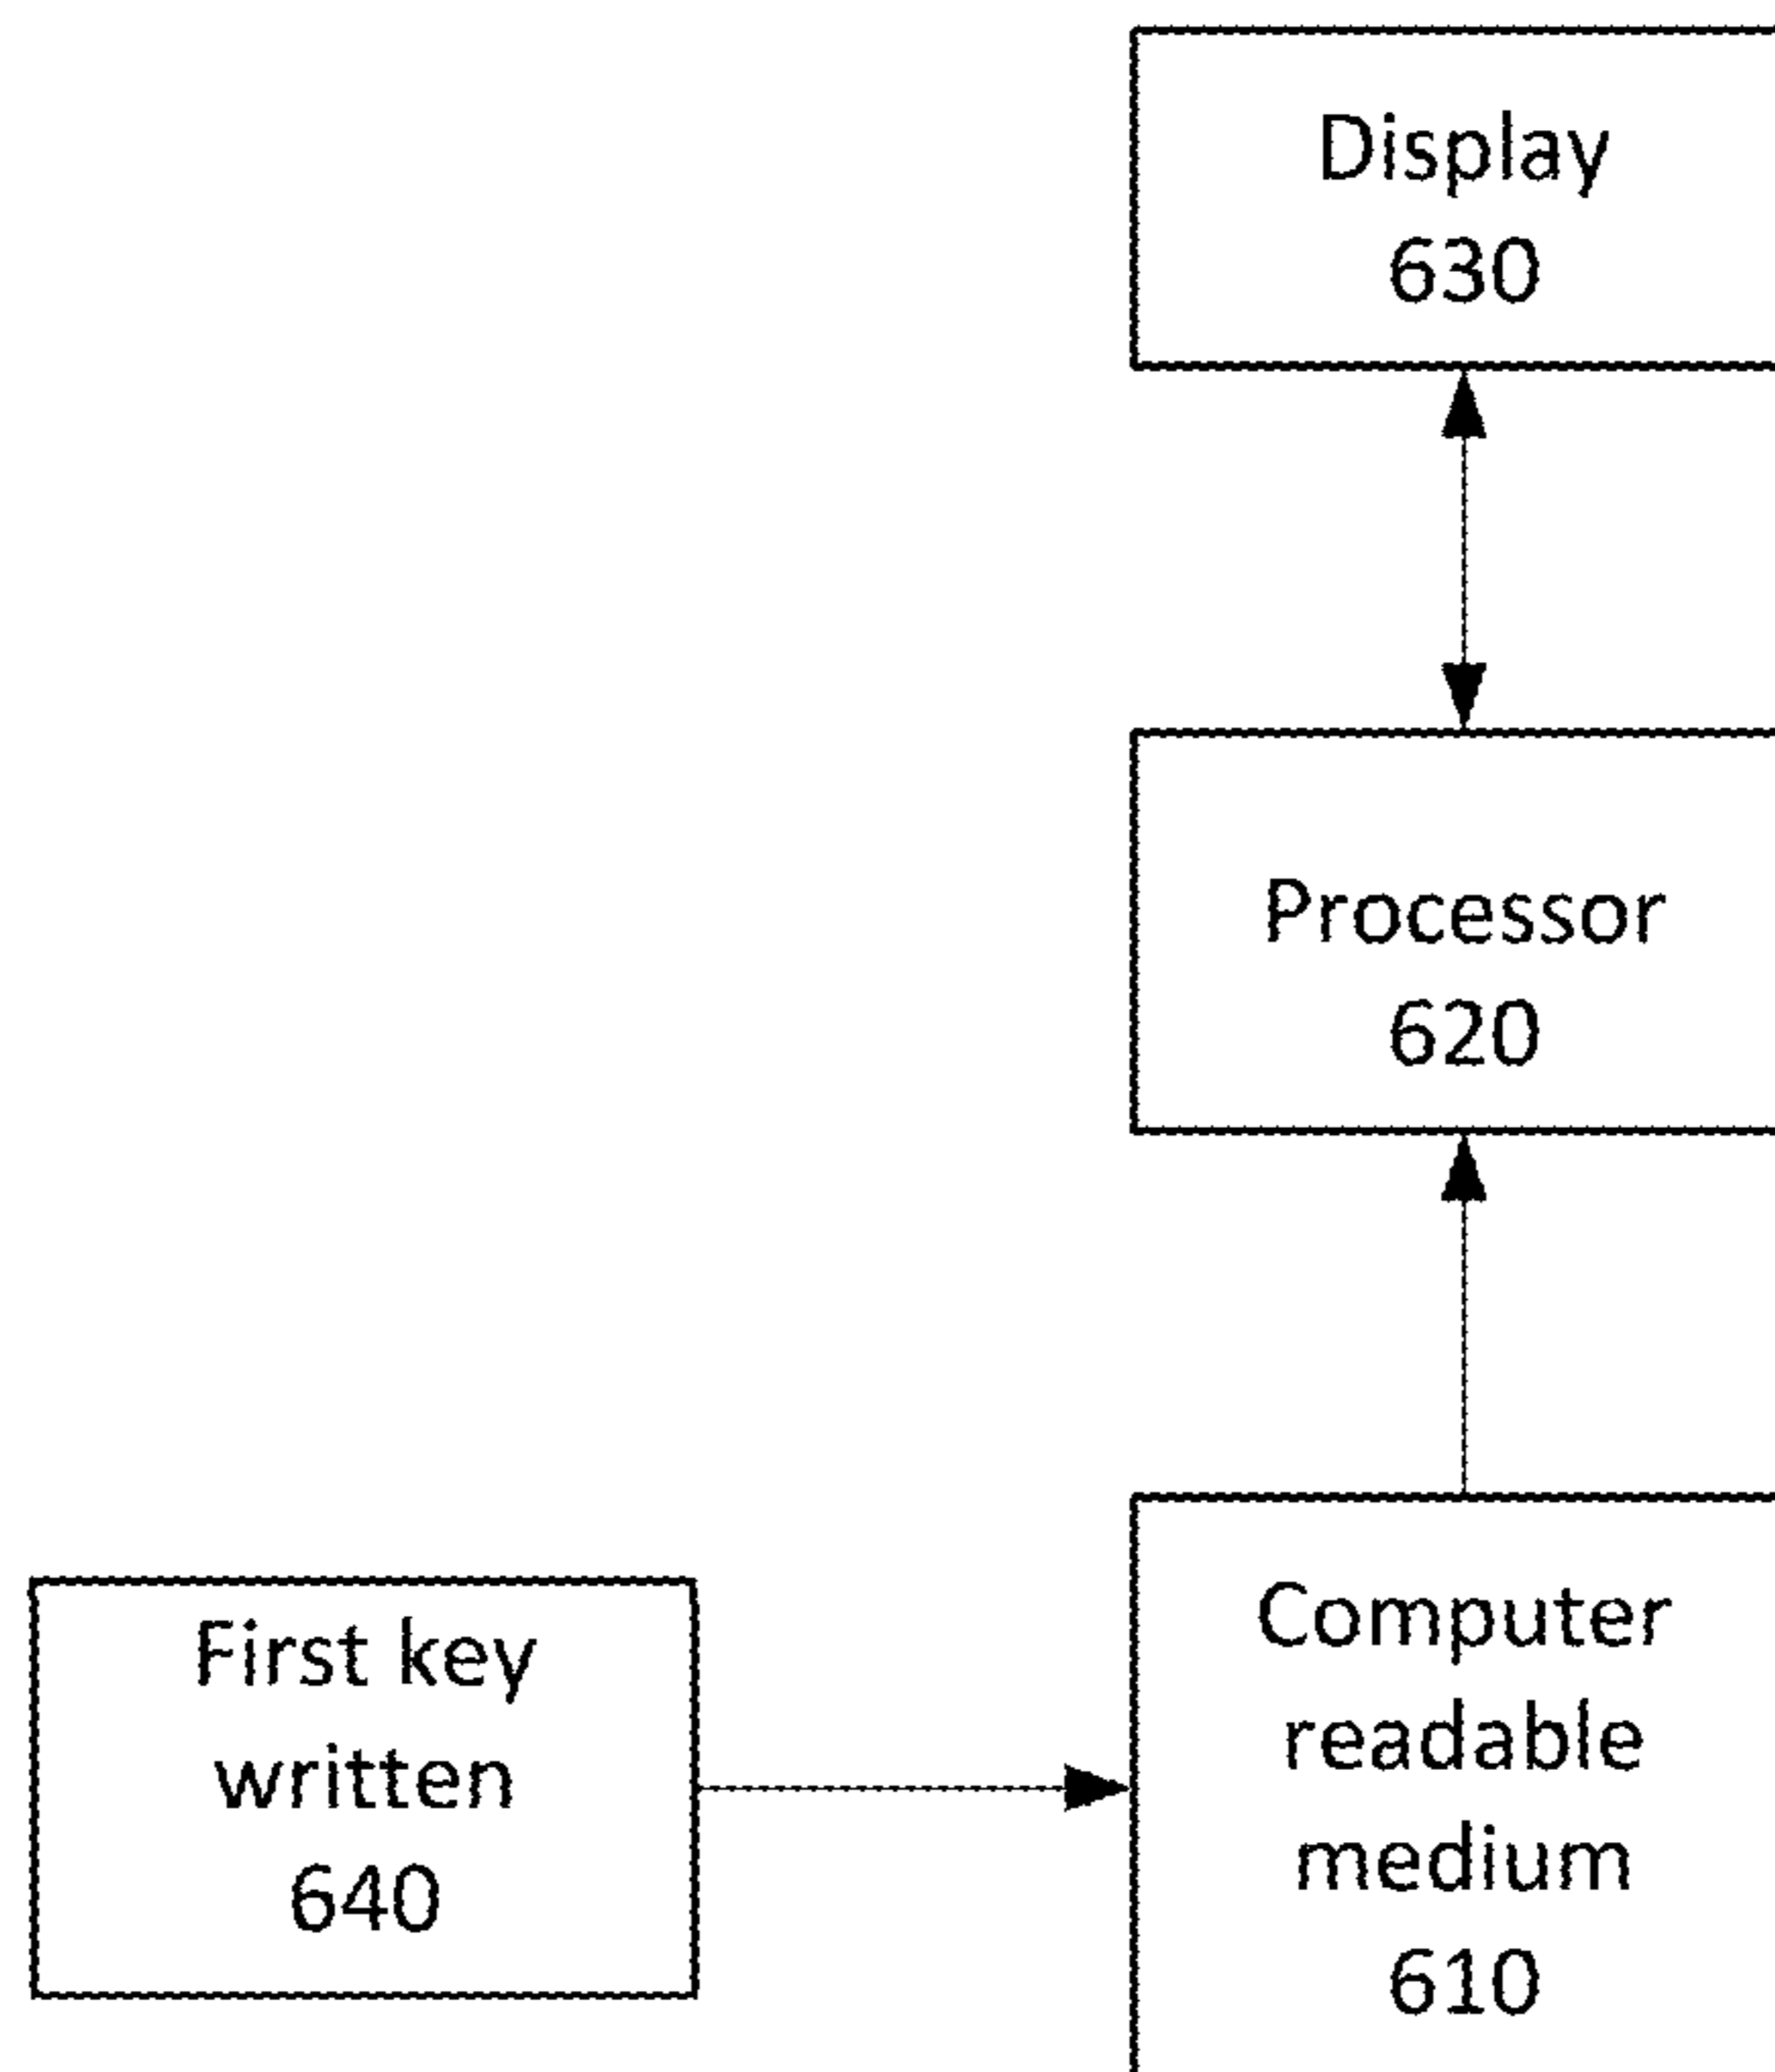 Display
630
Processor
620
First key
written
640
Computer
readable
medium
610